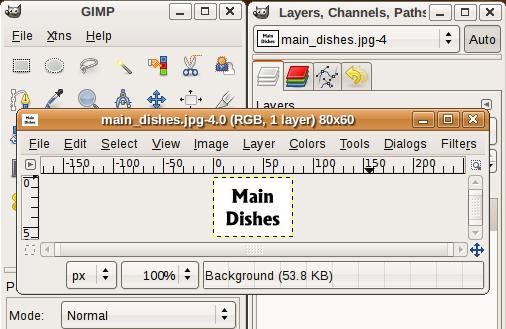 GIMP
File Xtns Help
Layers, Channels, Paths,
main_dishes.jpg-4
Auto
Layers
main_dishes.jpg-4.0 (RGB, 1 layer) 80x60
File Edit Select View Image Layer Colors Tools Dialogs Filters
-150 -100 -50 0 50 100 150 200
0
5
Main
Dishes
px 100% Background (53.8 KB)
P
Mode: Normal